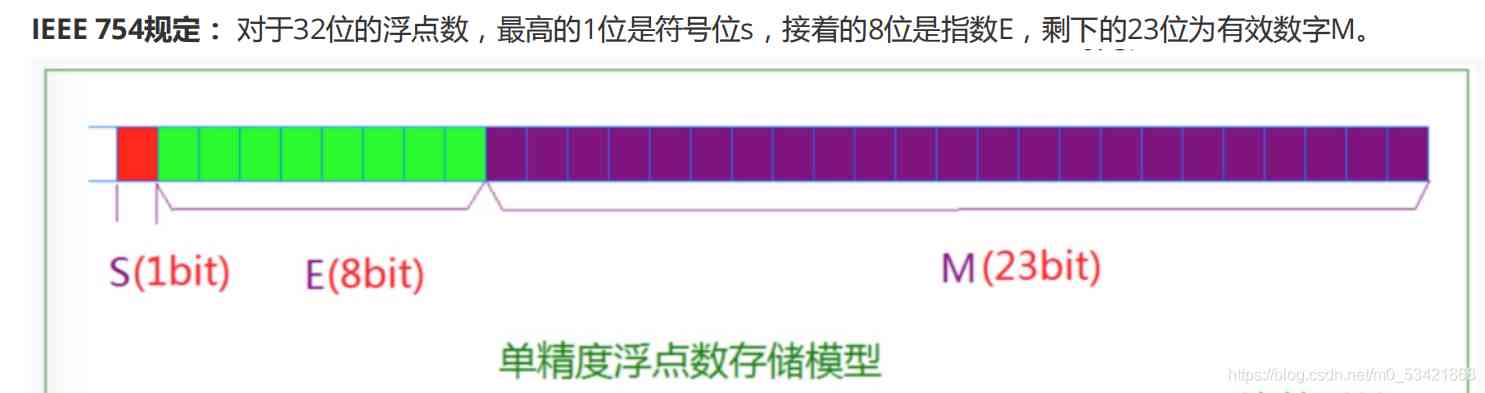 IEEE 754规定： 对于32位的浮点数，最高的1位是符号位s，接着的8位是指数E，剩下的23位为有效数字M。
S(1bit) E(8bit) M(23bit)
单精度浮点数存储模型
https://blog.csdn.net/m0_53421868